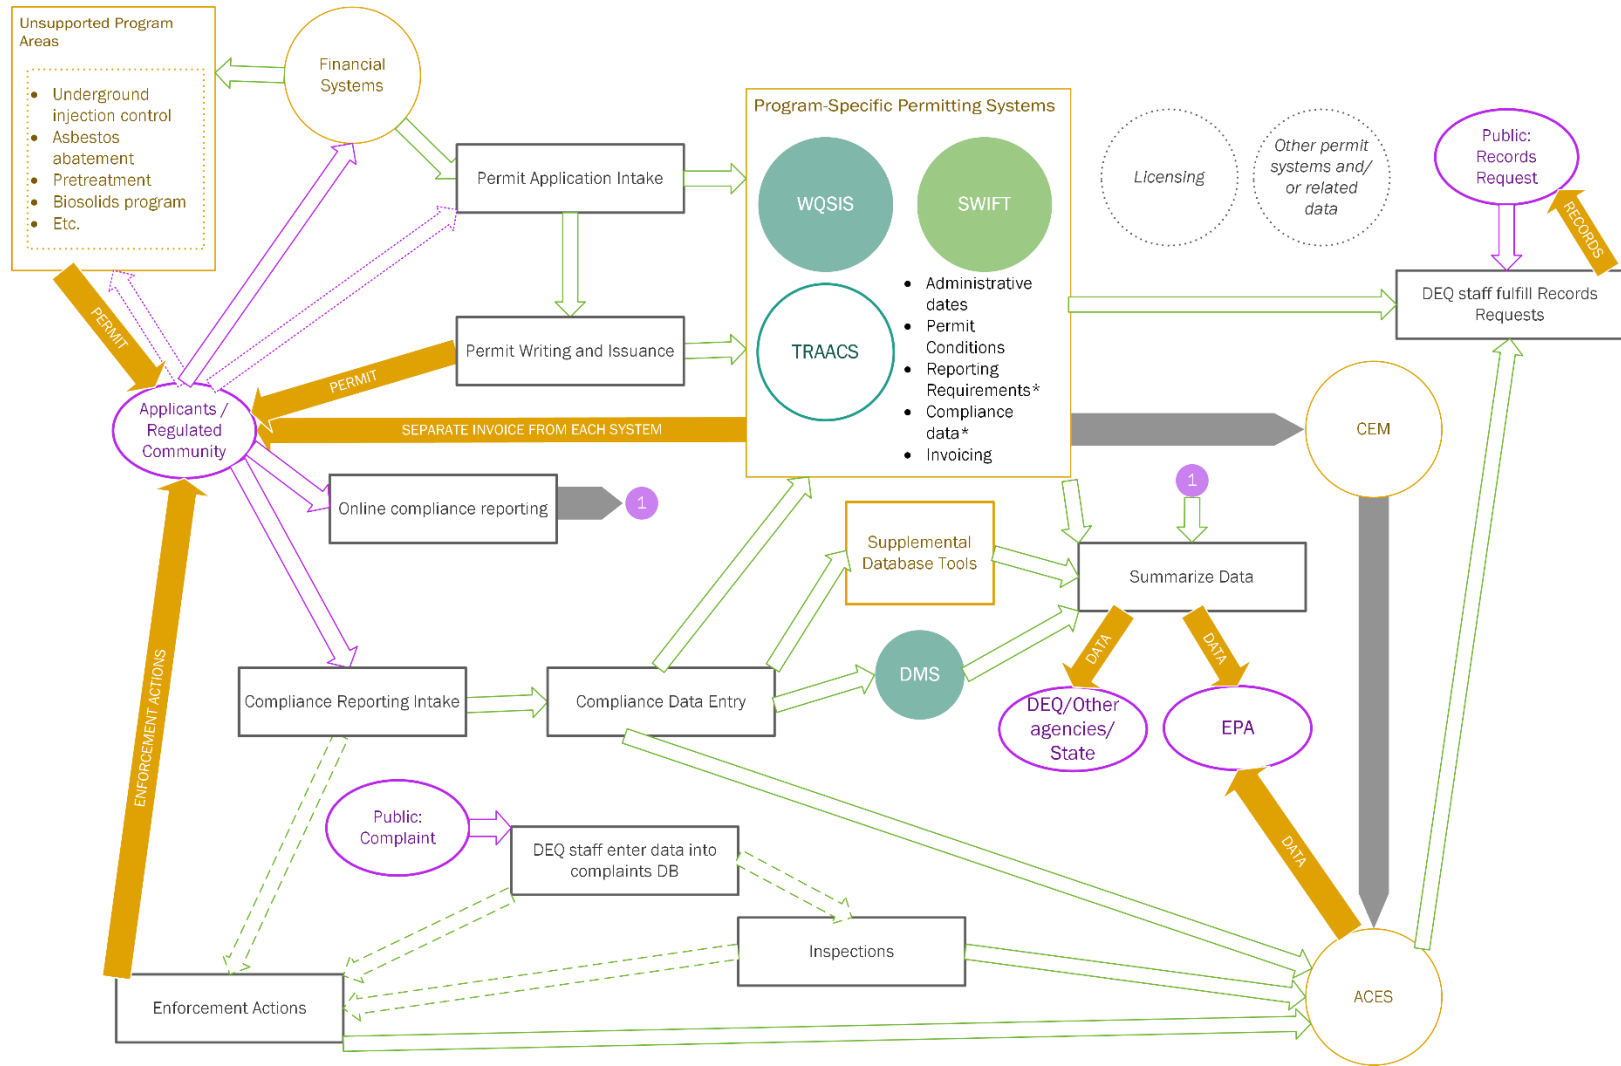 Unsupported Program
Areas
• Underground
injection control
• Asbestos
abatement
• Pretreatment
• Biosolids program
• Etc.
Financial
Systems
Permit Application Intake
Program-Specific Permitting Systems
WQSIS
SWIFT
TRAACS
• Administrative
dates
• Permit
Conditions
• Reporting
Requirements*
• Compliance
data*
• Invoicing
Licensing
Other permit
systems and/
or related
data
Public:
Records
Request
RECORDS
DEQ staff fulfill Records
Requests
PERMIT
Permit Writing and Issuance
PERMIT
Applicants /
Regulated
Community
SEPARATE INVOICE FROM EACH SYSTEM
CEM
Online compliance reporting
1
1
Supplemental
Database Tools
Summarize Data
DATA
DATA
ENFORCEMENT ACTIONS
Compliance Reporting Intake
Compliance Data Entry
DMS
DEQ/Other
agencies/
State
EPA
Public:
Complaint
DEQ staff enter data into
complaints DB
DATA
Inspections
Enforcement Actions
ACES